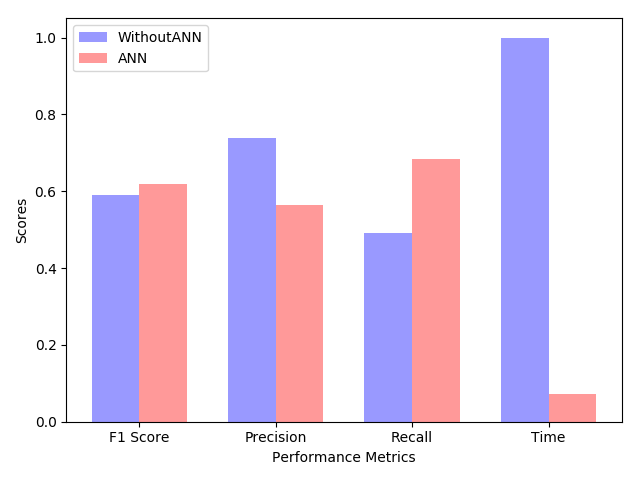 WithoutANN
ANN
1.0
0.8
0.6
0.4
0.2
0.0
Scores
F1 Score Precision Recall Time
Performance Metrics